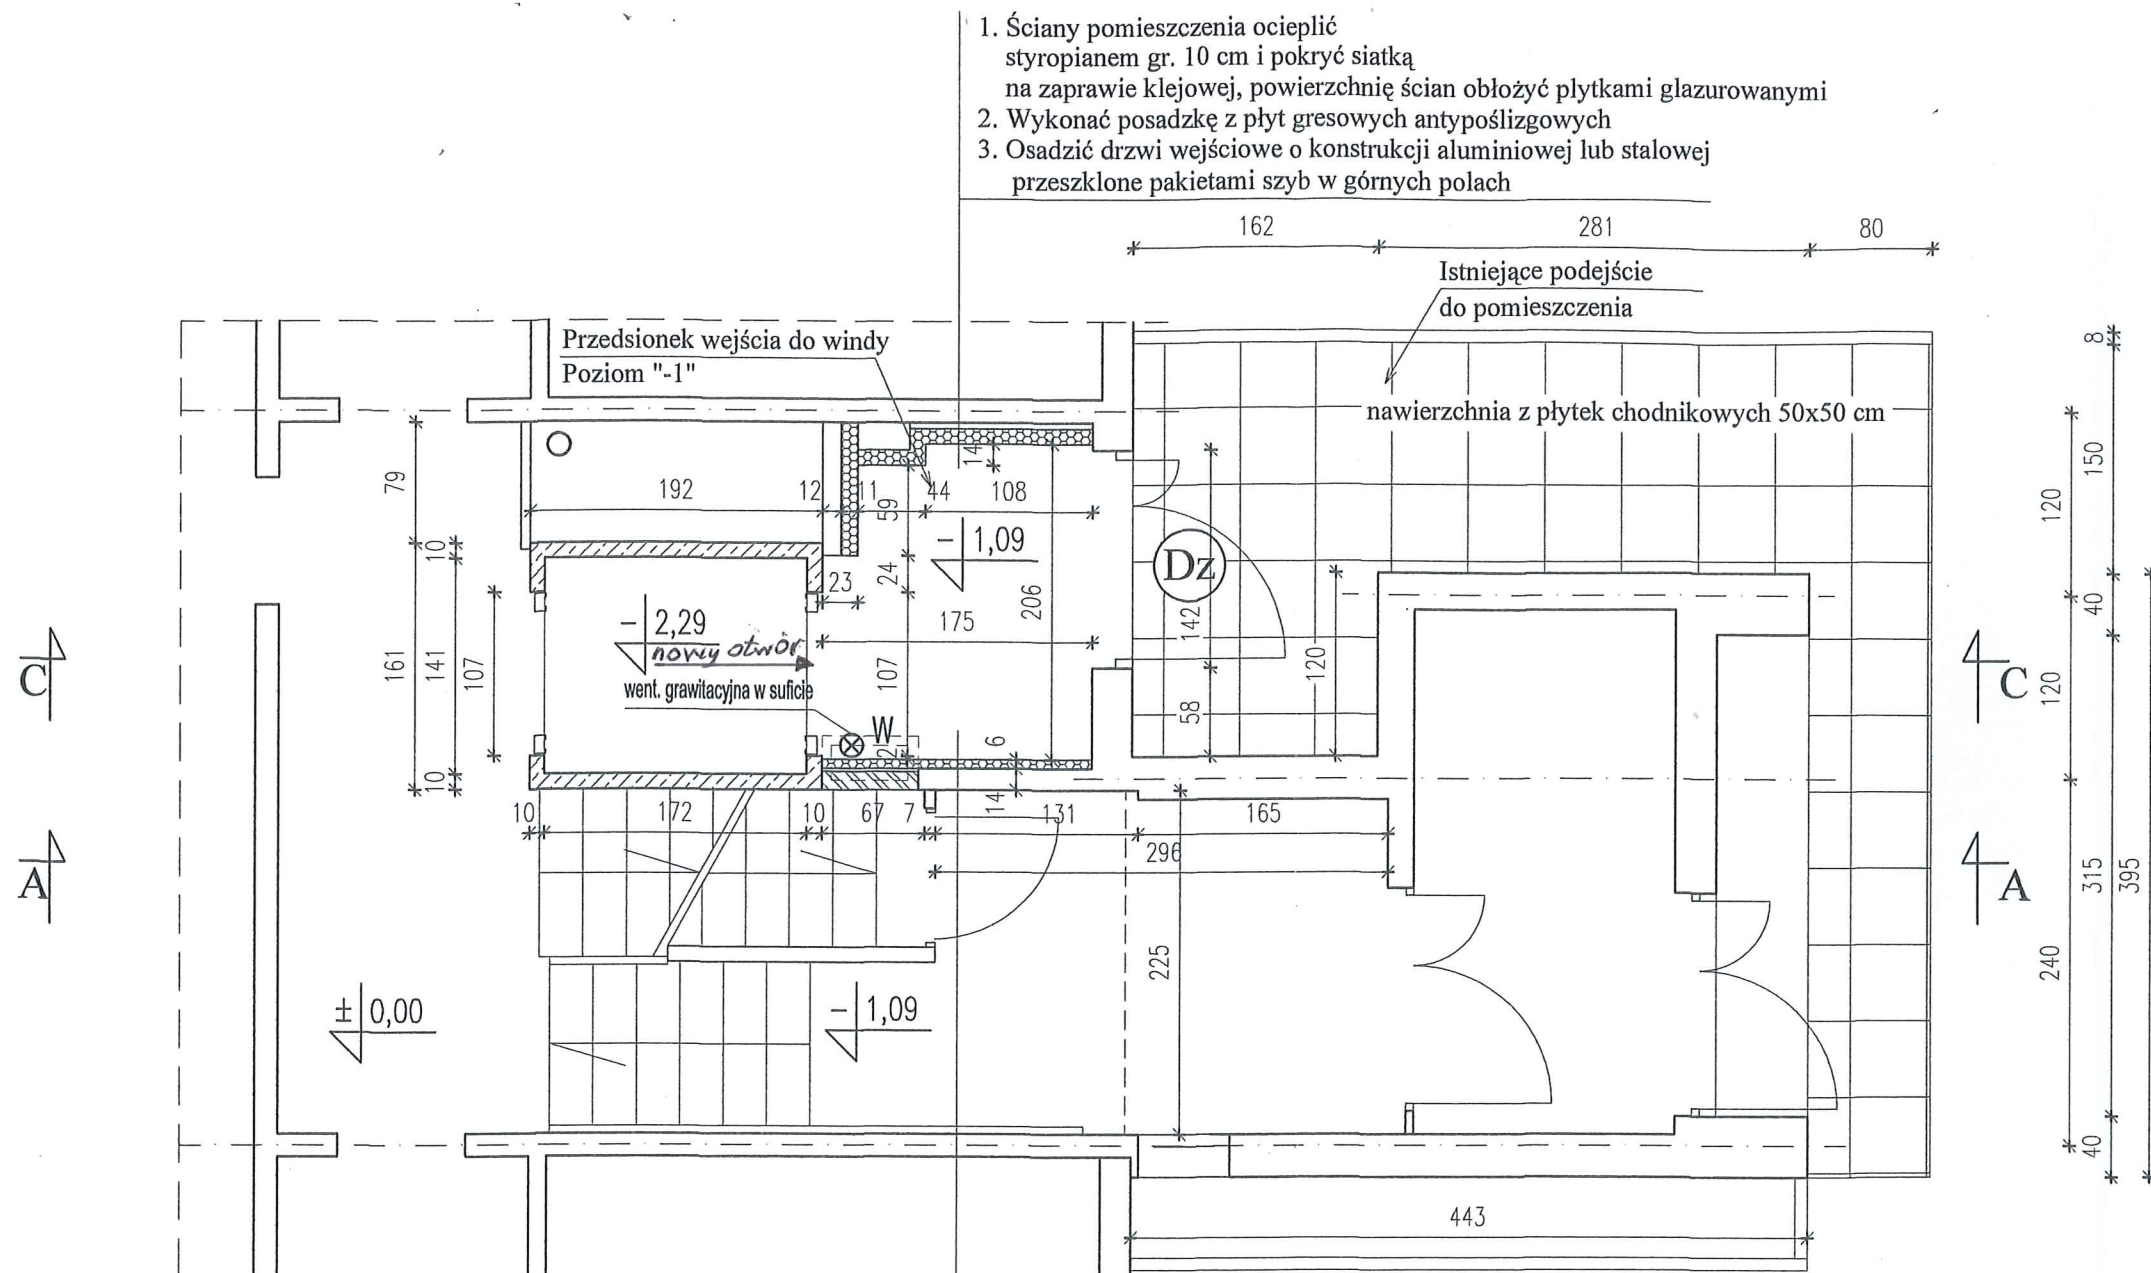 1. Ściany pomieszczenia ocieplić
styropianem gr. 10 cm i pokryć siatką
na zaprawie klejowej, powierzchnię ścian obłożyć plytkami glazurowanymi
2. Wykonać posadzkę z płyt gresowych antypoślizgowych
3. Osadzić drzwi wejściowe o konstrukcji aluminiowej lub stalowej
przeszklone pakietami szyb w górnych polach
162 281 80
Istniejące podejście
do pomieszczenia
Przedsionek wejścia do windy
Poziom "-1"
nawierzchnia z płytek chodnikowych 50x50 cm
8
150
120
79
192 12 11 44 108
14
59
- 1,09
Dz
10
23
24
206
142
40
- 2,29
175
nowy otwór
went. grawitacyjna w suficie
C
161
141
107
107
120
58
120
C
W
2
6
10
14
10 172 10 67 7 131 165
296
A
A
225
315
395
240
± 0,00
- 1,09
40
443